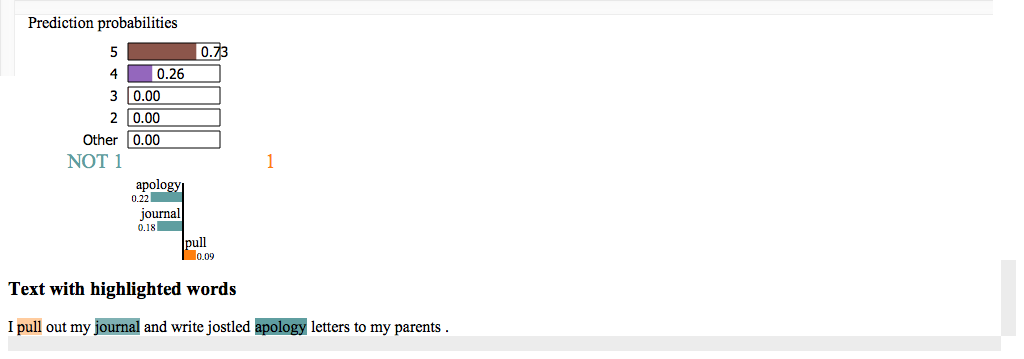 Prediction probabilities
5 0.73
4 0.26
3 0.00
2 0.00
Other 0.00
NOT 1 1
apology
0.22
journal
0.18
pull
0.09
Text with highlighted words
I pull out my journal and write jostled apology letters to my parents .